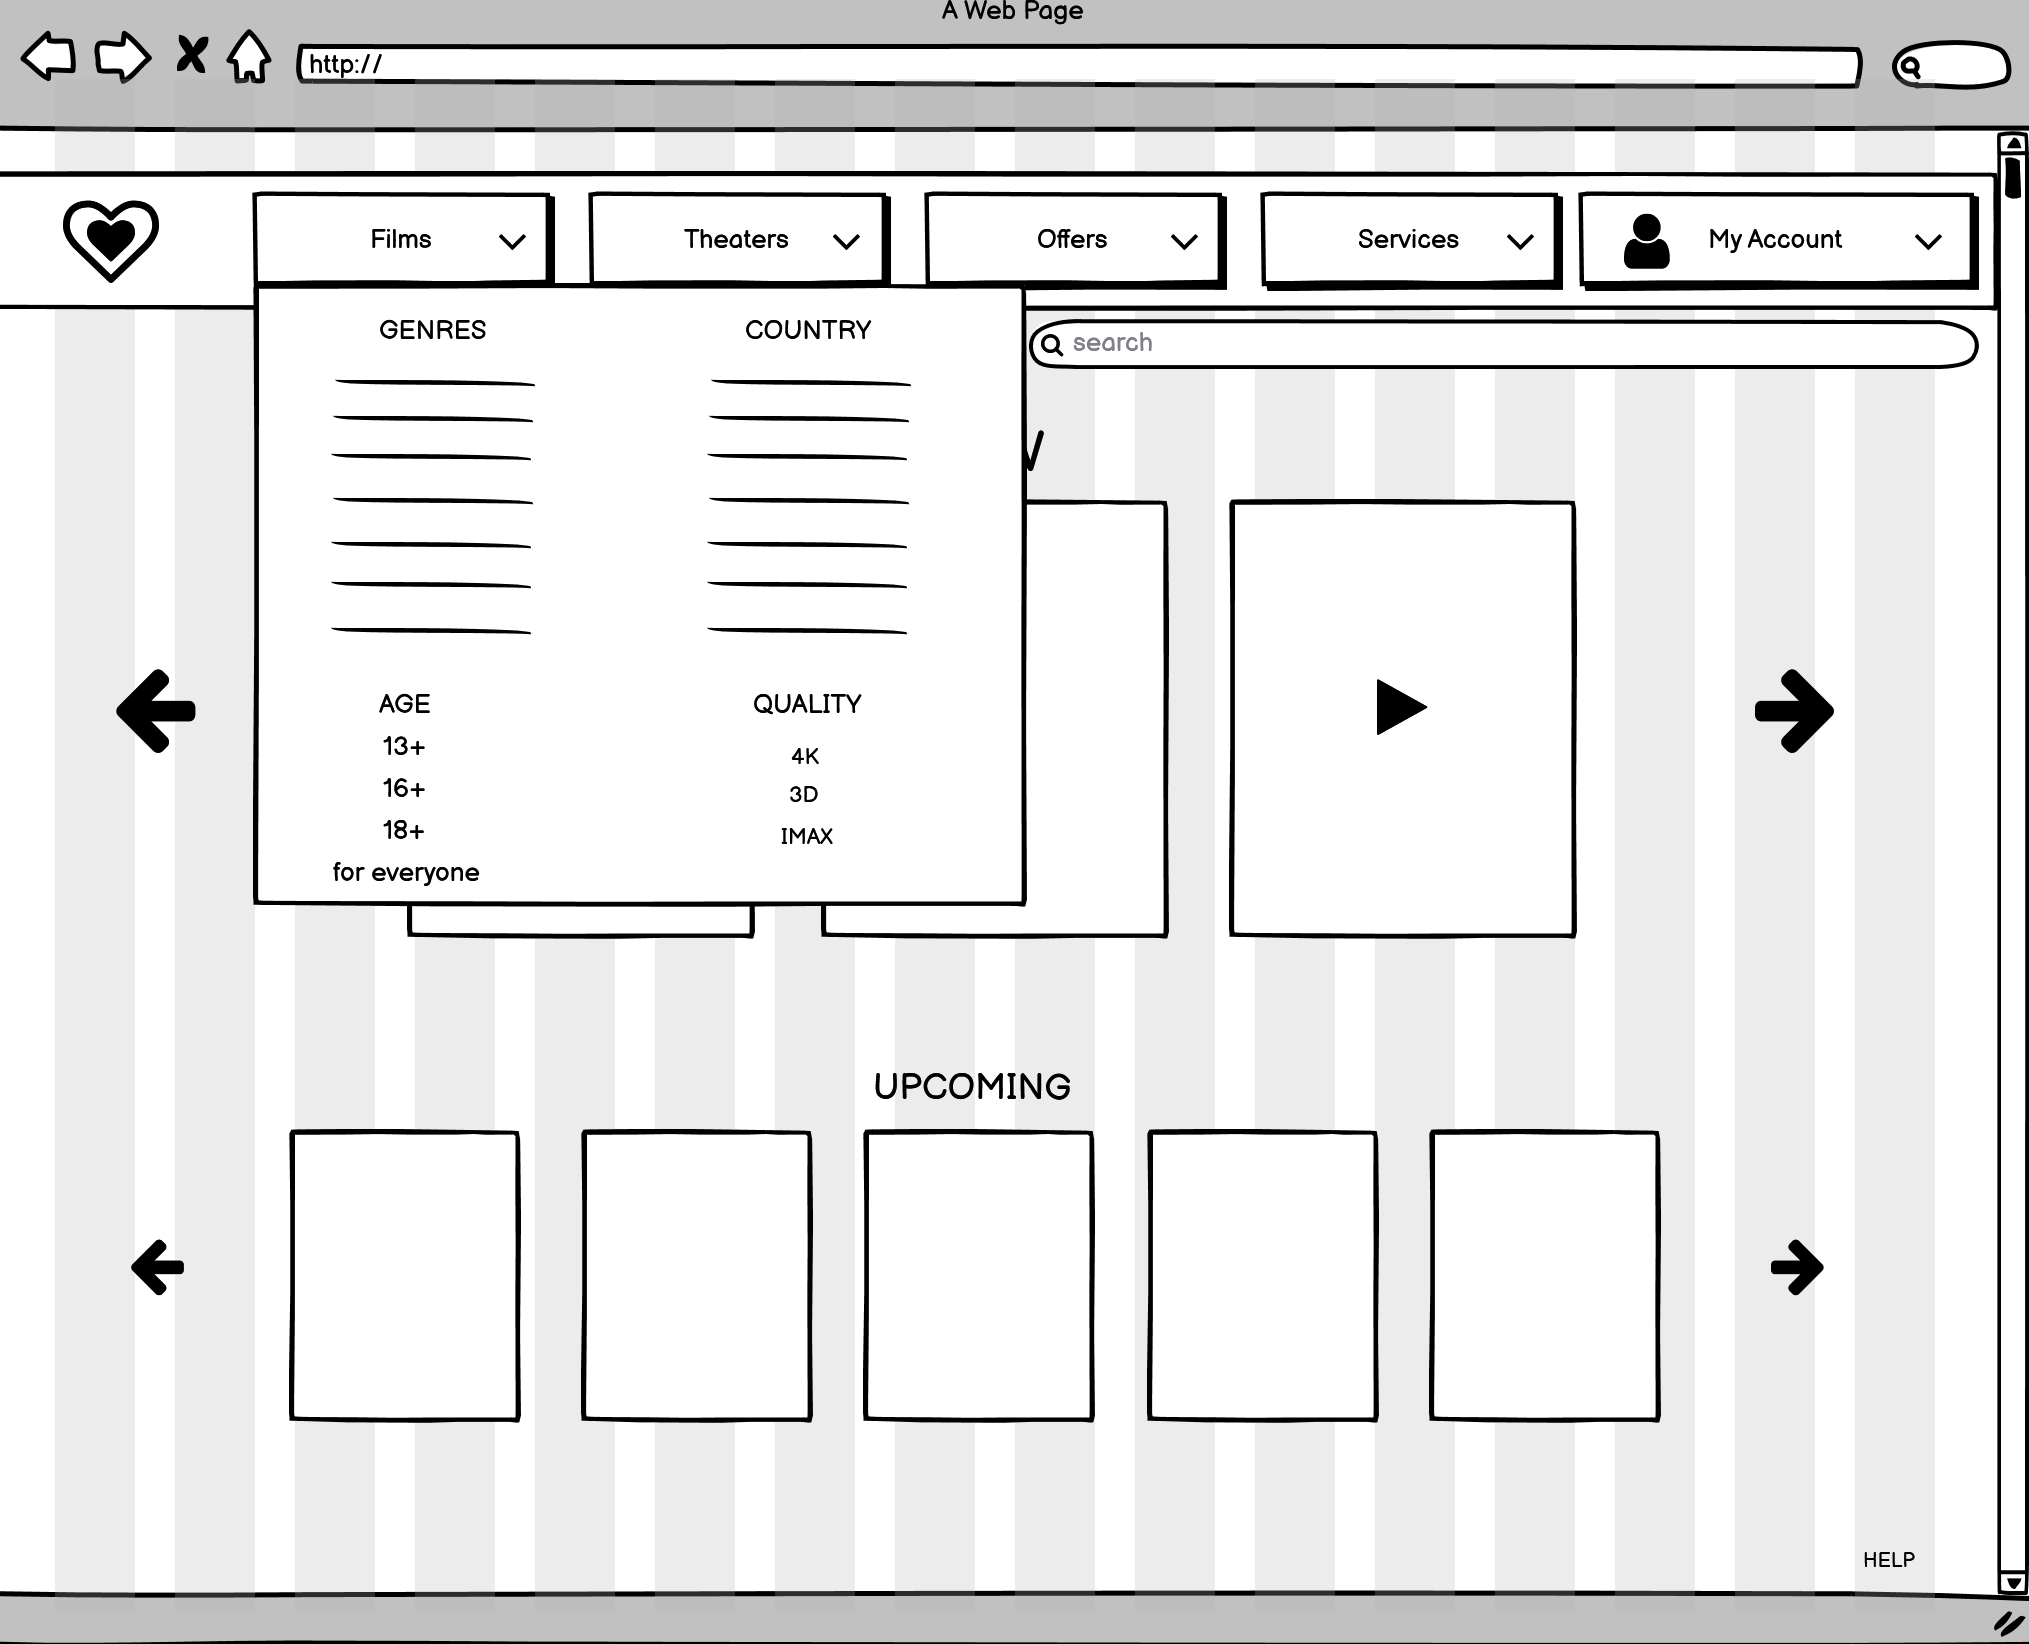 A Web Page
http://
Films
Theaters
Offers
Services
My Account
search
GENRES
COUNTRY
AGE
13+
16+
18+
for everyone
QUALITY
4K
3D
IMAX
UPCOMING
HELP